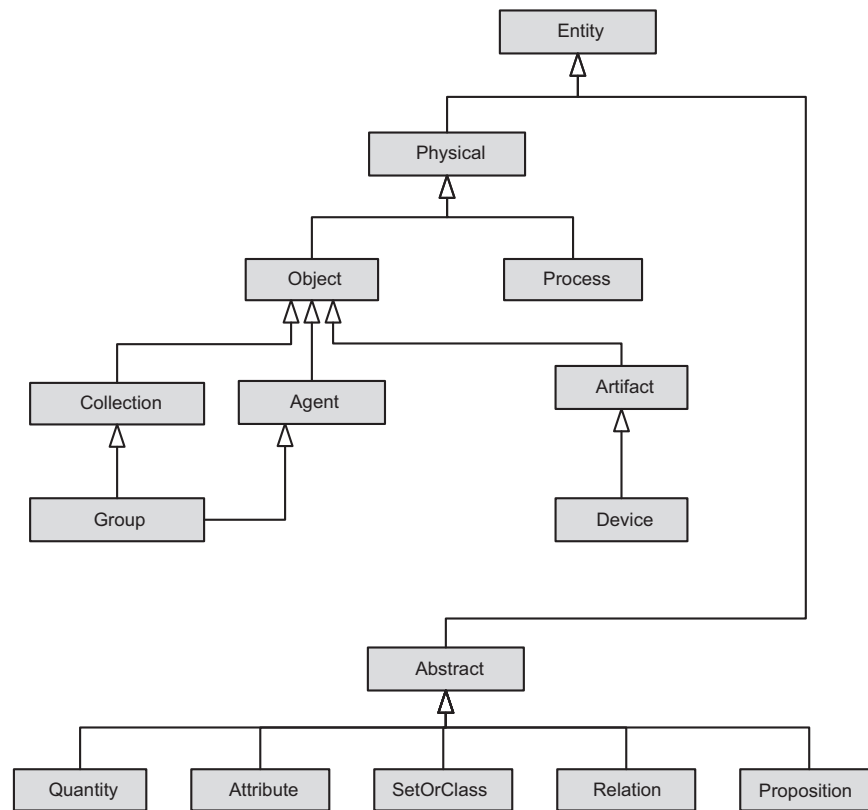 Entity
Physical
Object
Process
Collection
Agent
Artifact
Group
Device
Abstract
Quantity
Attribute
SetOrClass
Relation
Proposition